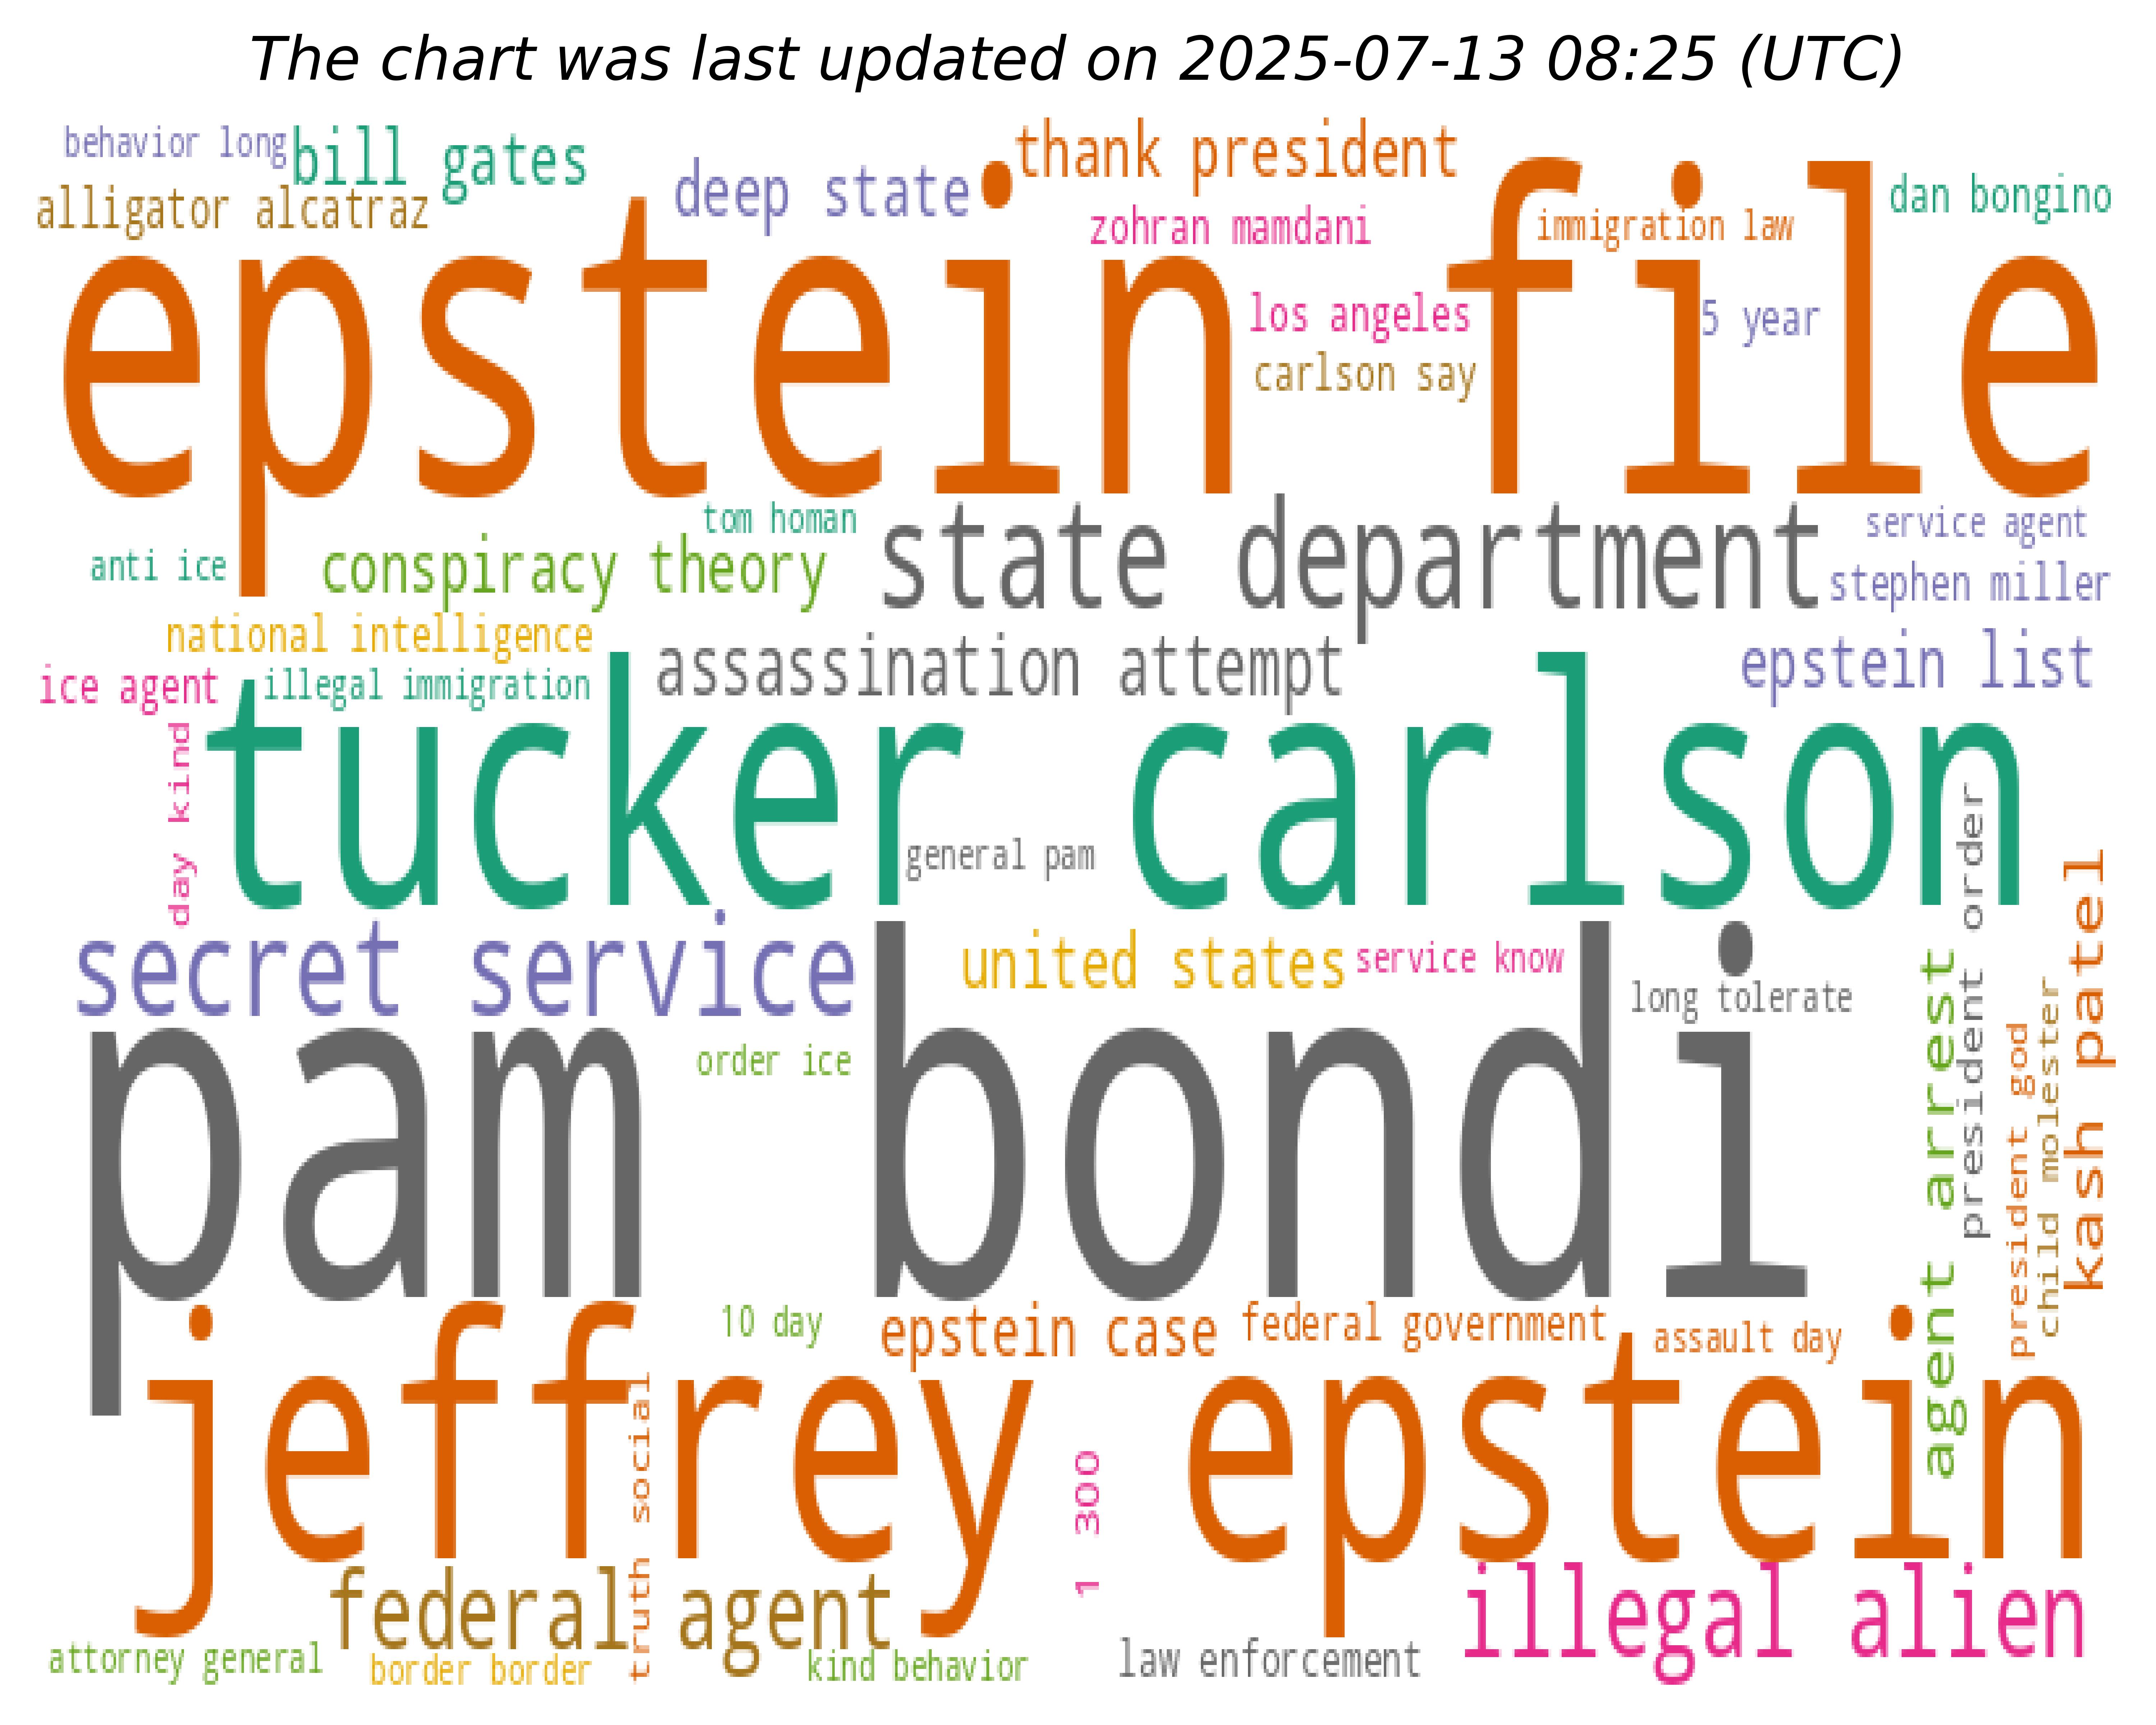 The chart was last updated on 2025-07-13 08:25 (UTC)
behavior long
bill gates
thank president
deep state
alligator alcatraz
dan bongino
zohran mamdani
immigration law
epstein file
los angeles
5 year
carlson say
tom homan
state department
service agent
anti ice
conspiracy theory
stephen miller
national intelligence
assassination attempt
epstein list
ice agent
illegal immigration
tucker carlson
day kind
general pam
president order
kash patel
secret service
united states
service know
long tolerate
agent arrest
president god
child molester
order ice
pam bondi
10 day
epstein case
federal government
assault day
jeffrey epstein
truth social
1 300
federal agent
illegal alien
attorney general
border border
kind behavior
law enforcement